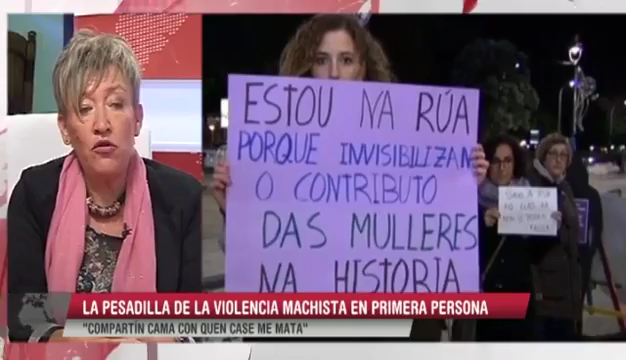 ESTOU NA RÚA
PORQUE INVISIBILIZAN
O CONTRIBUTO
DAS MULLERES
NA HISTORIA
LA PESADILLA DE LA VIOLENCIA MACHISTA EN PRIMERA PERSONA
"COMPARTÍN CAMA CON QUEN CASE ME MATA"